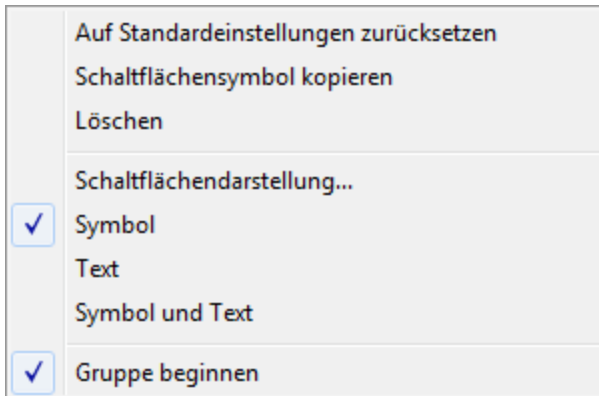 Auf Standardeinstellungen zurücksetzen
Schaltflächensymbol kopieren
Löschen
Schaltflächendarstellung...
Symbol
Text
Symbol und Text
Gruppe beginnen